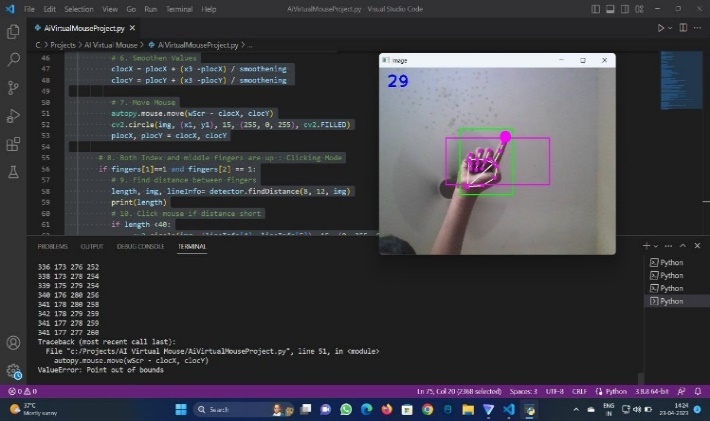 File Edit Selection View Go Run Terminal Help
AiVirtualMouseProject.py - Visual Studio Code
AiVirtualMouseProject.py
C: > Projects > AI Virtual Mouse > AiVirtualMouseProject.py > ...
46 # 6. Smoothen Values
47 clocX = plocX + (x3 -plocX) / smoothening
48 clocY = plocY + (x3 -plocY) / smoothening
49
50 # 7. Move Mouse
51 autopy.mouse.move(wScr - clocX, clocY)
52 cv2.circle(img, (x1, y1), 15, (255, 0, 255), cv2.FILLED)
53 plocX, plocY = clocX, clocY
54
55 # 8. Both Index and middle fingers are up : Clicking Mode
56 if fingers[1]==1 and fingers[2] == 1:
57 # 9. find distance between fingers
58 length, img, lineInfo= detector.findDistance(8, 12, img)
59 print(length)
60 # 10. Click mouse if distance short
61 if length <40:
Image
29
PROBLEMS OUTPUT DEBUG CONSOLE TERMINAL
336 173 276 252
338 173 278 254
339 175 279 254
340 176 280 256
341 178 280 258
342 178 279 259
341 177 278 259
341 177 277 260
Traceback (most recent call last):
File "c:/Projects/AI Virtual Mouse/AiVirtualMouseProject.py", line 51, in <module>
autopy.mouse.move(wScr - clocX, clocY)
ValueError: Point out of bounds
Python
Python
Python
Python
0 0
Ln 75, Col 20 (2368 selected) Spaces: 3 UTF-8 CRLF Python 3.8.8 64-bit
32°C
Mostly sunny
Search
ENG
IN
14:24
23-04-2023